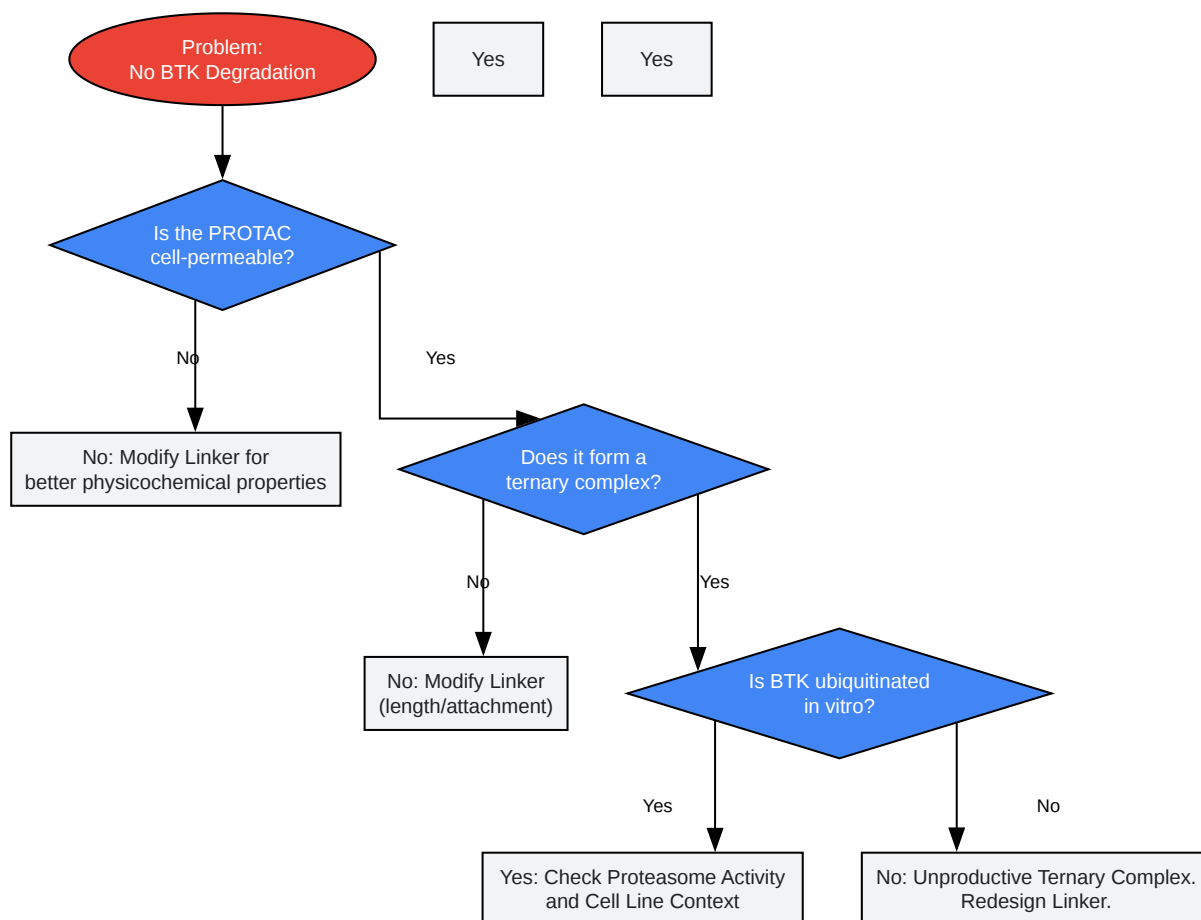 Problem:
No BTK Degradation
Yes
Yes
Is the PROTAC
cell-permeable?
No
Yes
No: Modify Linker for
better physicochemical properties
Does it form a
ternary complex?
No
Yes
No: Modify Linker
(length/attachment)
Is BTK ubiquitinated
in vitro?
Yes
No
Yes: Check Proteasome Activity
and Cell Line Context
No: Unproductive Ternary Complex.
Redesign Linker.